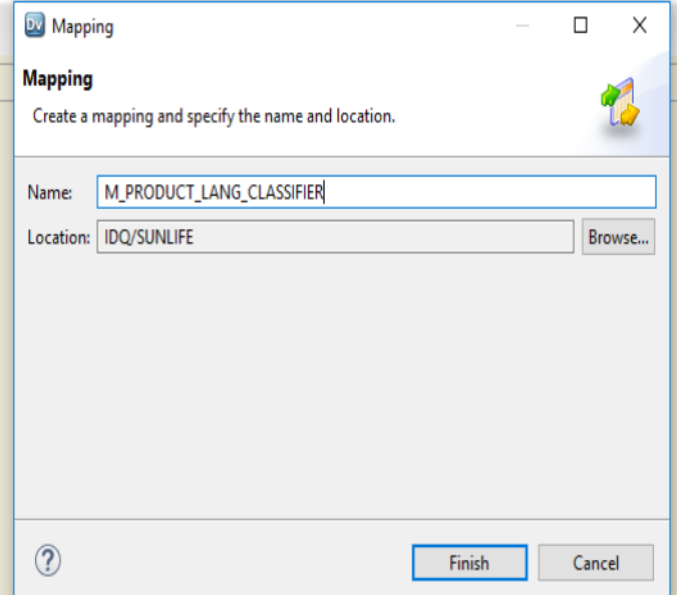 Dv Mapping
Mapping
Create a mapping and specify the name and location.
Name: M_PRODUCT_LANG_CLASSIFIER
Location: IDQ/SUNLIFE Browse...
? Finish Cancel